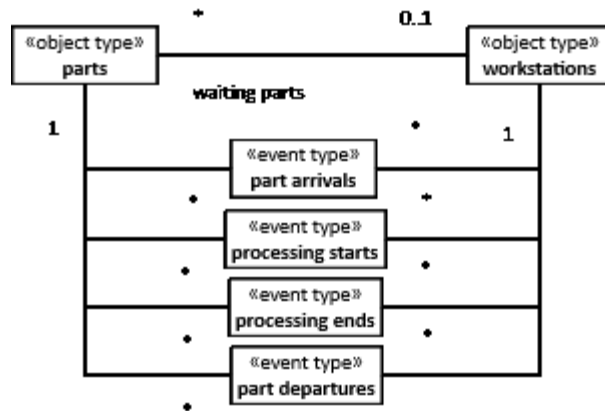 *
0..1
«object type»
parts
«object type»
workstations
waiting parts
1
*
1
«event type»
part arrivals
*
*
«event type»
processing starts
*
*
«event type»
processing ends
*
*
«event type»
part departures
*